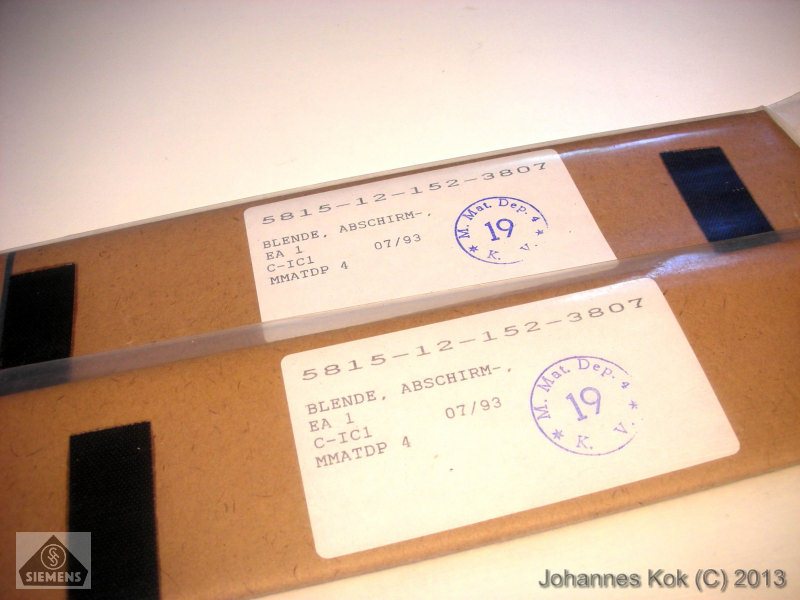 5815-12-152-3807
BLENDE, ABSCHIRM-,
EA 1
C-IC1 07/93
MMATDP 4
M. Mat. Dep. 4
19
* K. V. *
5815-12-152-3807
BLENDE, ABSCHIRM-,
EA 1
C-IC1 07/93
MMATDP 4
M. Mat. Dep. 4
19
* K. V. *
SIEMENS
Johannes Kok (C) 2013